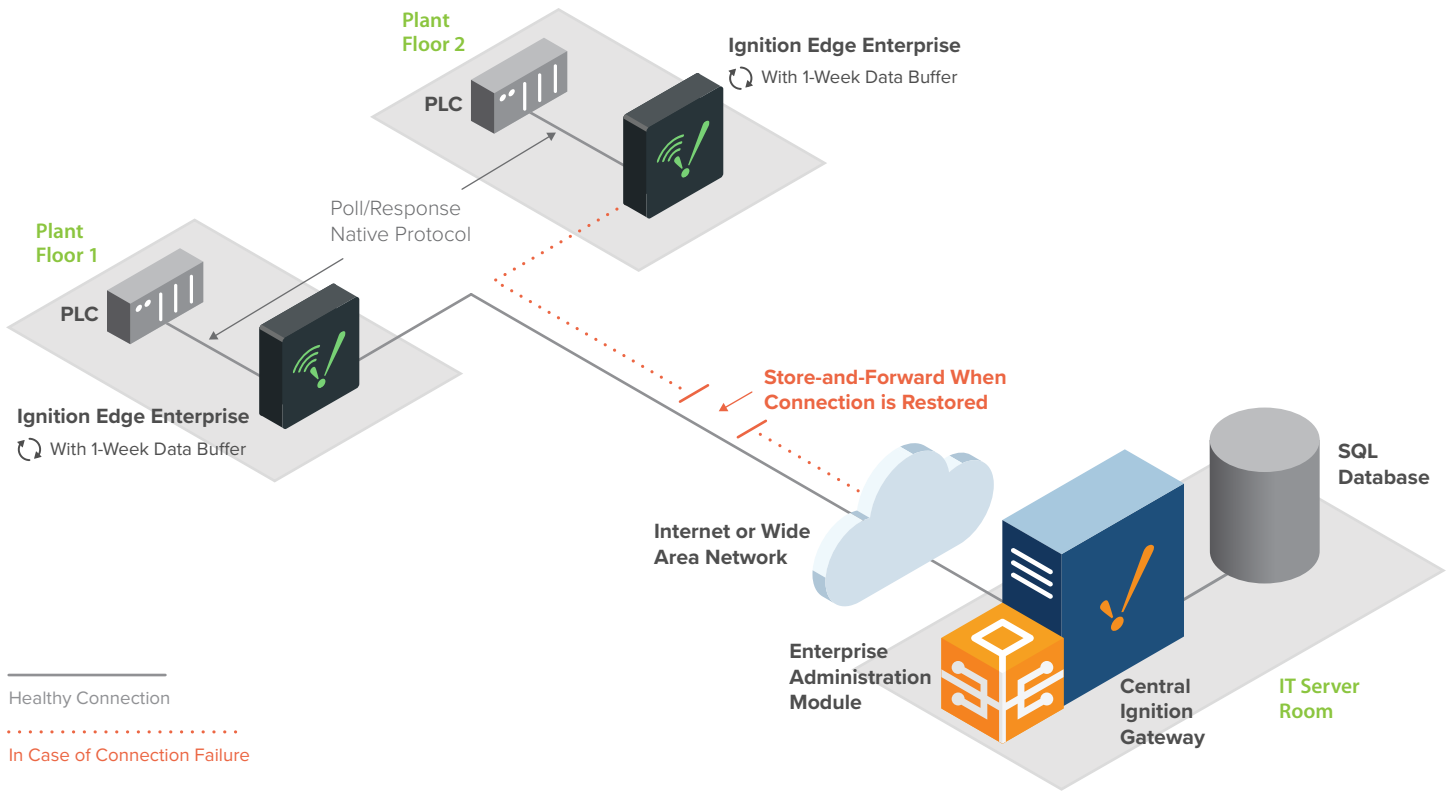 Plant
Floor 2
Ignition Edge Enterprise
With 1-Week Data Buffer
PLC
Poll/Response
Native Protocol
Plant
Floor 1
PLC
Ignition Edge Enterprise
With 1-Week Data Buffer
Store-and-Forward When
Connection is Restored
SQL
Database
Internet or Wide
Area Network
Enterprise
Administration
Module
Central
Ignition
Gateway
IT Server
Room
Healthy Connection
In Case of Connection Failure